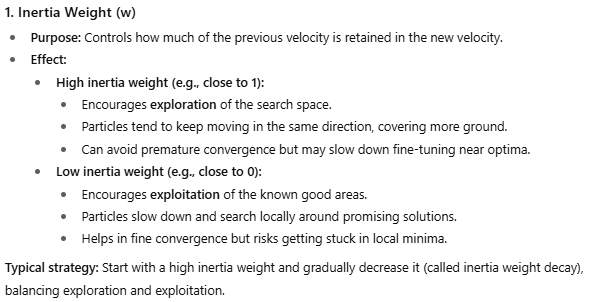 1. Inertia Weight (w)
• Purpose: Controls how much of the previous velocity is retained in the new velocity.
• Effect:
• High inertia weight (e.g., close to 1):
• Encourages exploration of the search space.
• Particles tend to keep moving in the same direction, covering more ground.
• Can avoid premature convergence but may slow down fine-tuning near optima.
• Low inertia weight (e.g., close to 0):
• Encourages exploitation of the known good areas.
• Particles slow down and search locally around promising solutions.
• Helps in fine convergence but risks getting stuck in local minima.
Typical strategy: Start with a high inertia weight and gradually decrease it (called inertia weight decay),
balancing exploration and exploitation.